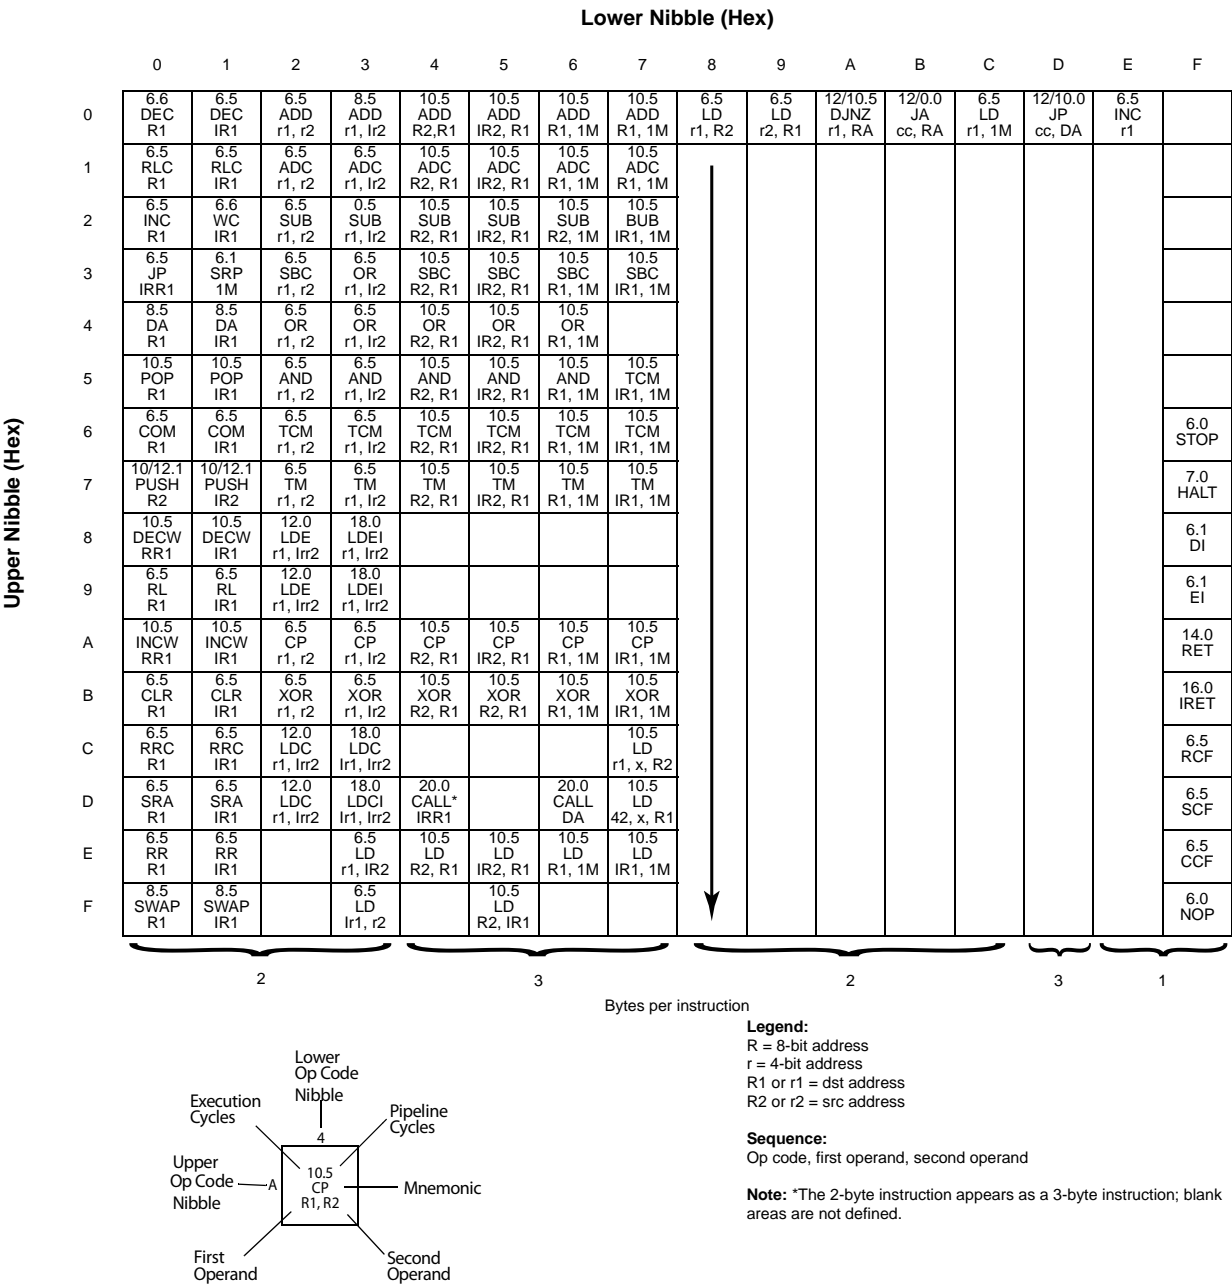 Lower Nibble (Hex)
0 1 2 3 4 5 6 7 8 9 A B C D E F
Upper Nibble (Hex)
0
6.6 6.5 6.5 8.5 10.5 10.5 10.5 10.5 6.5 6.5 12/10.5 12/0.0 6.5 12/10.0 6.5
DEC DEC ADD ADD ADD ADD ADD ADD LD LD DJNZ JA LD JP INC
R1 IR1 r1, r2 r1, Ir2 R2,R1 IR2, R1 R1, 1M R1, 1M r1, R2 r2, R1 r1, RA cc, RA r1, 1M cc, DA r1
1
6.5 6.5 6.5 6.5 10.5 10.5 10.5 10.5
RLC RLC ADC ADC ADC ADC ADC ADC
R1 IR1 r1, r2 r1, Ir2 R2, R1 IR2, R1 R1, 1M R1, 1M
2
6.5 6.6 6.5 0.5 10.5 10.5 10.5 10.5
INC WC SUB SUB SUB SUB SUB BUB
R1 IR1 r1, r2 r1, Ir2 R2, R1 IR2, R1 R2, 1M IR1, 1M
3
6.5 6.1 6.5 6.5 10.5 10.5 10.5 10.5
JP SRP SBC OR SBC SBC SBC SBC
IRR1 1M r1, r2 r1, Ir2 R2, R1 IR2, R1 R1, 1M IR1, 1M
4
8.5 8.5 6.5 6.5 10.5 10.5 10.5
DA DA OR OR OR OR OR
R1 IR1 r1, r2 r1, Ir2 R2, R1 IR2, R1 R1, 1M
5
10.5 10.5 6.5 6.5 10.5 10.5 10.5 10.5
POP POP AND AND AND AND AND TCM
R1 IR1 r1, r2 r1, Ir2 R2, R1 IR2, R1 R1, 1M IR1, 1M
6
6.5 6.5 6.5 6.5 10.5 10.5 10.5 10.5 6.0
COM COM TCM TCM TCM TCM TCM TCM STOP
R1 IR1 r1, r2 r1, Ir2 R2, R1 IR2, R1 R1, 1M IR1, 1M
7
10/12.1 10/12.1 6.5 6.5 10.5 10.5 10.5 10.5 7.0
PUSH PUSH TM TM TM TM TM TM HALT
R2 IR2 r1, r2 r1, Ir2 R2, R1 IR2, R1 R1, 1M IR1, 1M
8
10.5 10.5 12.0 18.0 6.1
DECW DECW LDE LDEI DI
RR1 IR1 r1, Irr2 r1, Irr2
9
6.5 6.5 12.0 18.0 6.1
RL RL LDE LDEI EI
R1 IR1 r1, Irr2 r1, Irr2
A
10.5 10.5 6.5 6.5 10.5 10.5 10.5 10.5 14.0
INCW INCW CP CP CP CP CP CP RET
RR1 IR1 r1, r2 r1, Ir2 R2, R1 IR2, R1 R1, 1M IR1, 1M
B
6.5 6.5 6.5 6.5 10.5 10.5 10.5 10.5 16.0
CLR CLR XOR XOR XOR XOR XOR XOR IRET
R1 IR1 r1, r2 r1, Ir2 R2, R1 R2, R1 R1, 1M IR1, 1M
C
6.5 6.5 12.0 18.0 10.5 6.5
RRC RRC LDC LDC LD RCF
R1 IR1 r1, Irr2 Ir1, Irr2 r1, x, R2
D
6.5 6.5 12.0 18.0 20.0 20.0 10.5 6.5
SRA SRA LDC LDCI CALL* CALL LD SCF
R1 IR1 r1, Irr2 Ir1, Irr2 IRR1 DA 42, x, R1
E
6.5 6.5 6.5 10.5 10.5 10.5 10.5 6.5
RR RR LD LD LD LD LD CCF
R1 IR1 r1, IR2 R2, R1 IR2, R1 R1, 1M IR1, 1M
F
8.5 8.5 6.5 10.5 6.0
SWAP SWAP LD LD NOP
R1 IR1 Ir1, r2 R2, IR1
2 3 2 3 1
Bytes per instruction
Lower
Op Code
Nibble
Execution
Cycles
Pipeline
Cycles
4
Upper
Op Code
Nibble
A
10.5
CP
R1, R2
Mnemonic
First
Operand
Second
Operand
Legend:
R = 8-bit address
r = 4-bit address
R1 or r1 = dst address
R2 or r2 = src address
Sequence:
Op code, first operand, second operand
Note: *The 2-byte instruction appears as a 3-byte instruction; blank
areas are not defined.